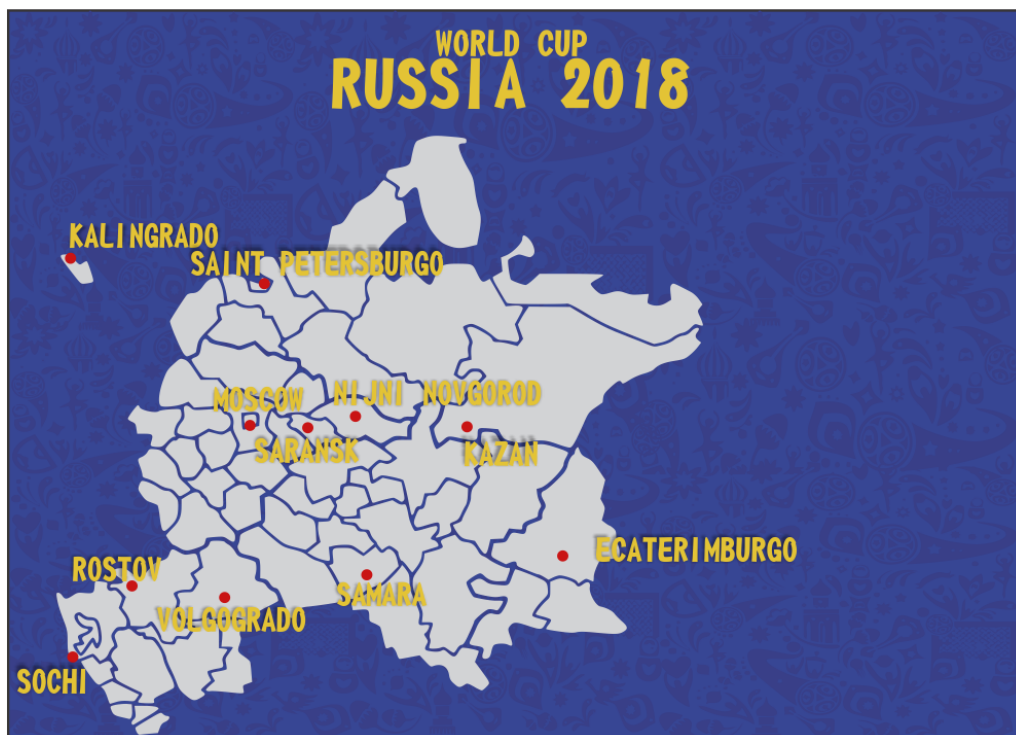 WORLD CUP
RUSSIA 2018
KALINGRADO
SAINT PETERSBURGO
MOSCOW
NIJNI NOVGOROD
SARANSK
KAZAN
ECATERIMBURGO
ROSTOV
SAMARA
VOLGOGRADO
SOCHI